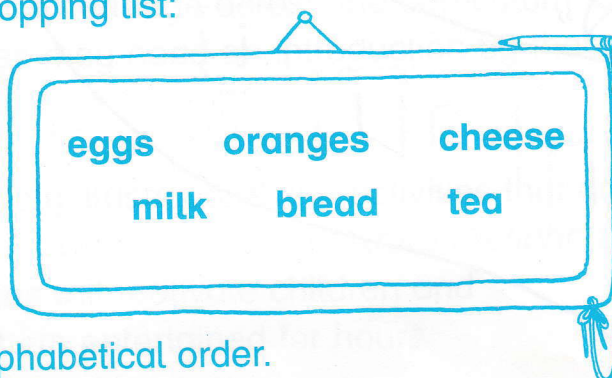 opping list:
eggs oranges cheese
milk bread tea
phabetical order.